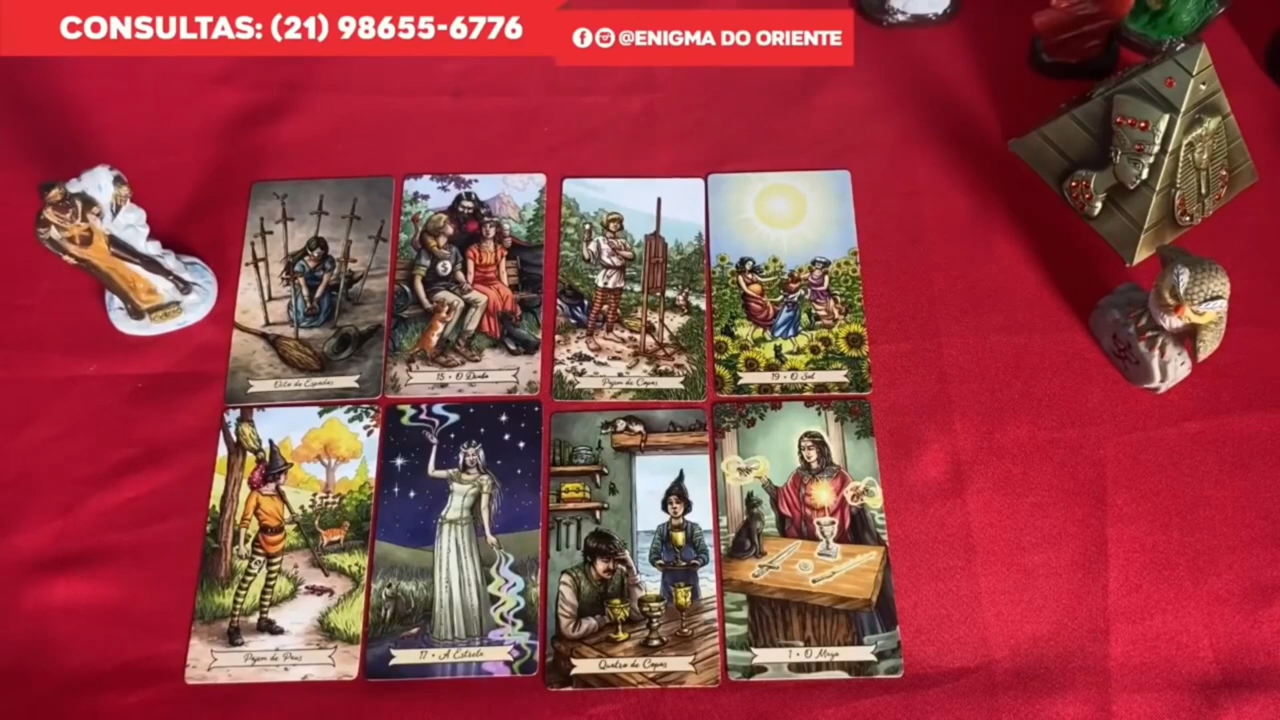 CONSULTAS: (21) 98655-6776
@ENIGMA DO ORIENTE
Oito de Espadas
15 • O Diabo
Pajem de Copas
19 • O Sol
Pajem de Paus
17 • A Estrela
Quatro de Copas
1 • O Mago